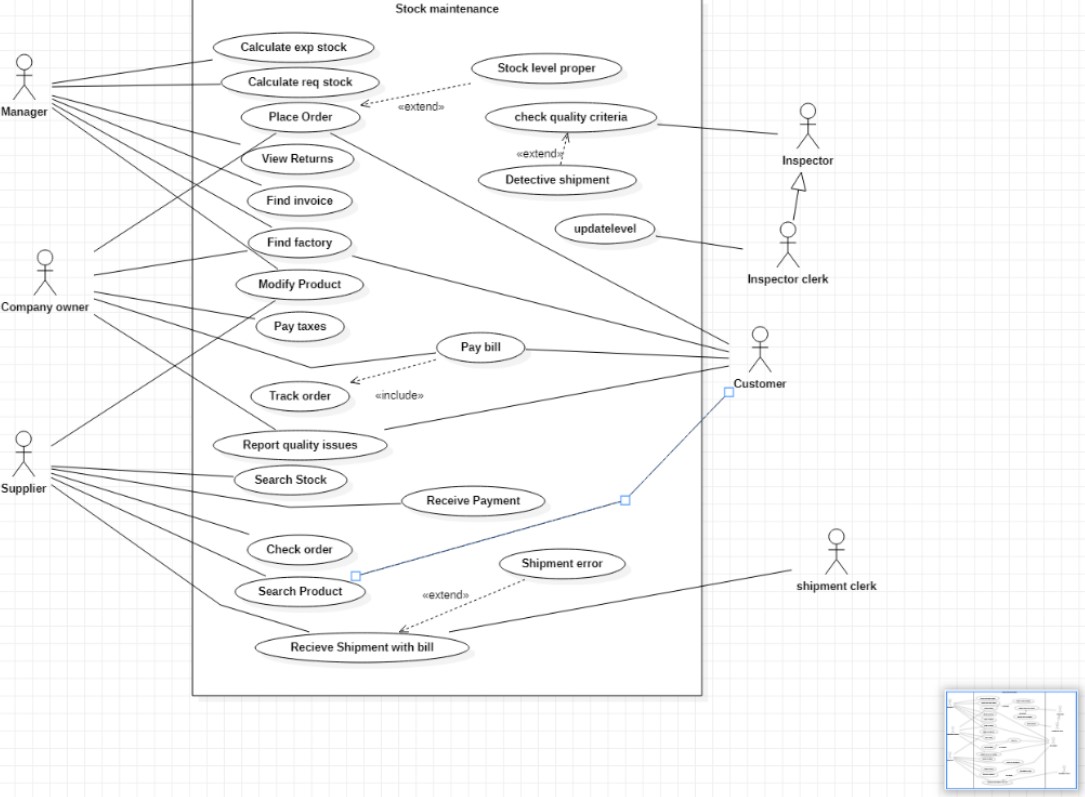 Stock maintenance
Calculate exp stock
Stock level proper
Calculate req stock
«extend»
Manager
Place Order
check quality criteria
«extend»
View Returns
Inspector
Detective shipment
Find invoice
updatelevel
Find factory
Inspector clerk
Modify Product
Company owner
Pay taxes
Pay bill
Customer
Track order
«include»
Report quality issues
Search Stock
Supplier
Receive Payment
Check order
Shipment error
shipment clerk
Search Product
«extend»
Recieve Shipment with bill